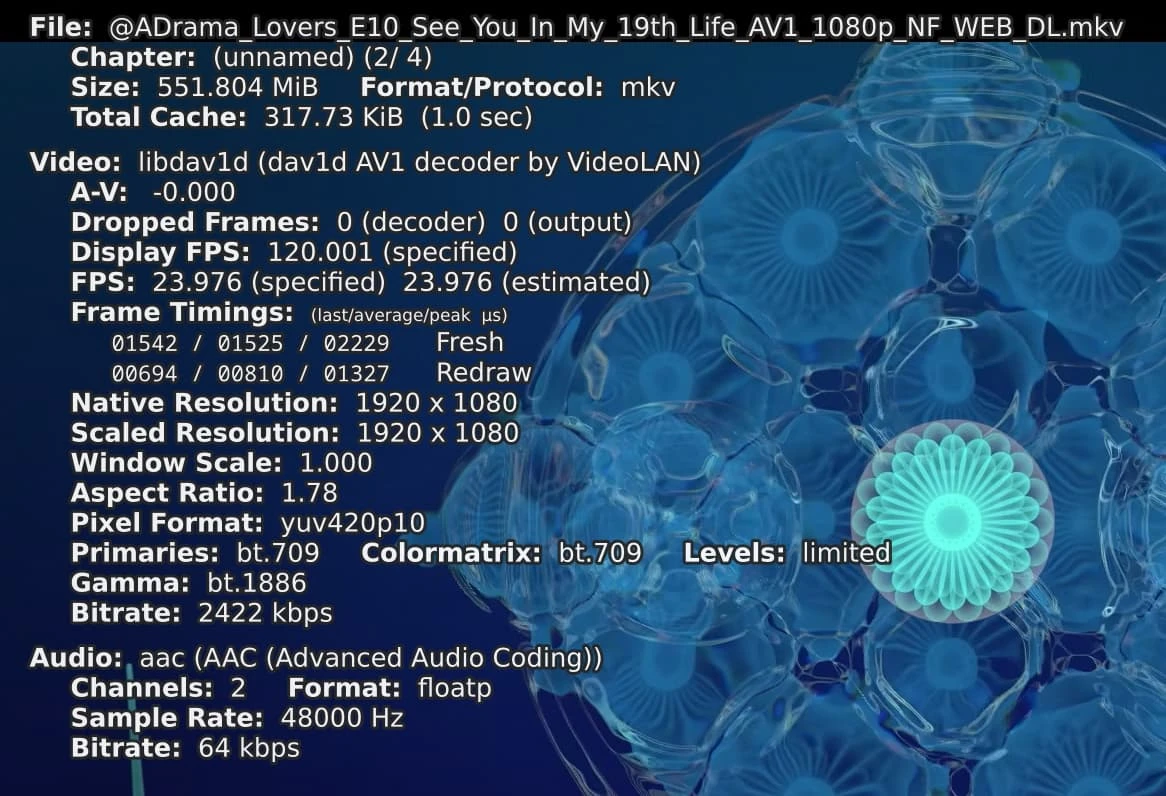 File: @ADrama_Lovers_E10_See_You_In_My_19th_Life_AV1_1080p_NF_WEB_DL.mkv
Chapter: (unnamed) (2/ 4)
Size: 551.804 MiB Format/Protocol: mkv
Total Cache: 317.73 KiB (1.0 sec)
Video: libdav1d (dav1d AV1 decoder by VideoLAN)
A-V: -0.000
Dropped Frames: 0 (decoder) 0 (output)
Display FPS: 120.001 (specified)
FPS: 23.976 (specified) 23.976 (estimated)
Frame Timings: (last/average/peak μs)
01542 / 01525 / 02229 Fresh
00694 / 00810 / 01327 Redraw
Native Resolution: 1920 x 1080
Scaled Resolution: 1920 x 1080
Window Scale: 1.000
Aspect Ratio: 1.78
Pixel Format: yuv420p10
Primaries: bt.709 Colormatrix: bt.709 Levels: limited
Gamma: bt.1886
Bitrate: 2422 kbps
Audio: aac (AAC (Advanced Audio Coding))
Channels: 2 Format: floatp
Sample Rate: 48000 Hz
Bitrate: 64 kbps